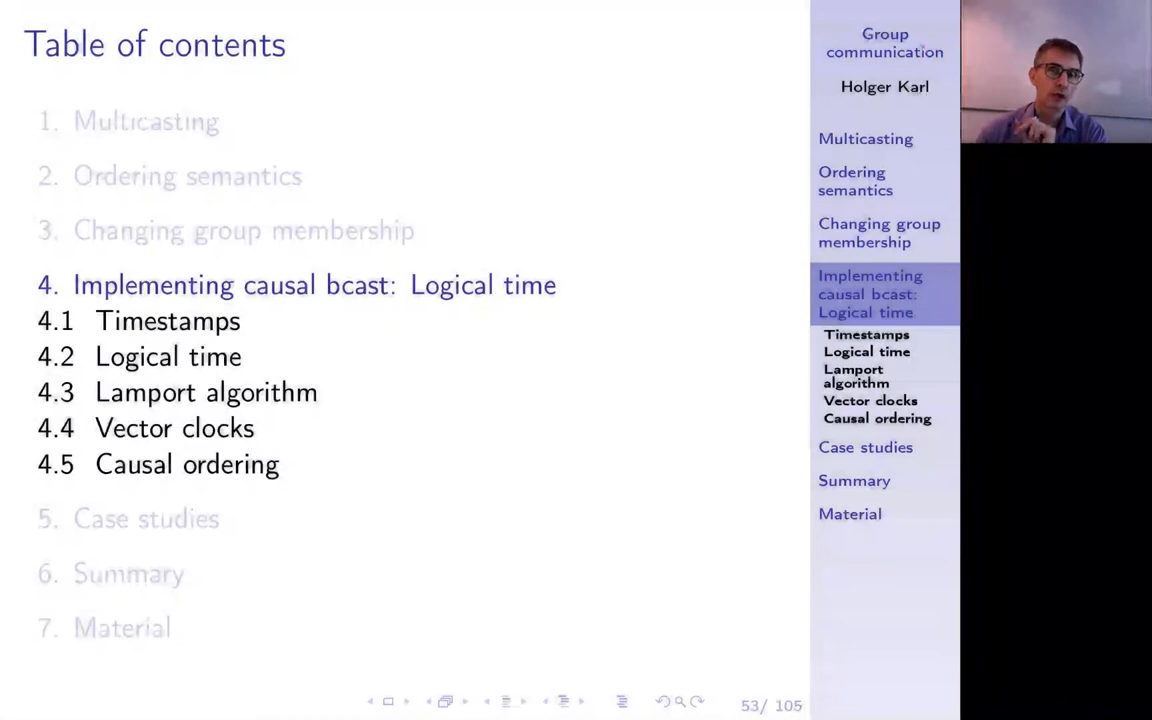 Table of contents
1. Multicasting
2. Ordering semantics
3. Changing group membership
4. Implementing causal bcast: Logical time
4.1 Timestamps
4.2 Logical time
4.3 Lamport algorithm
4.4 Vector clocks
4.5 Causal ordering
5. Case studies
6. Summary
7. Material
Group
communication
Holger Karl
Multicasting
Ordering
semantics
Changing group
membership
Implementing
causal bcast:
Logical time
Timestamps
Logical time
Lamport
algorithm
Vector clocks
Causal ordering
Case studies
Summary
Material
53/ 105